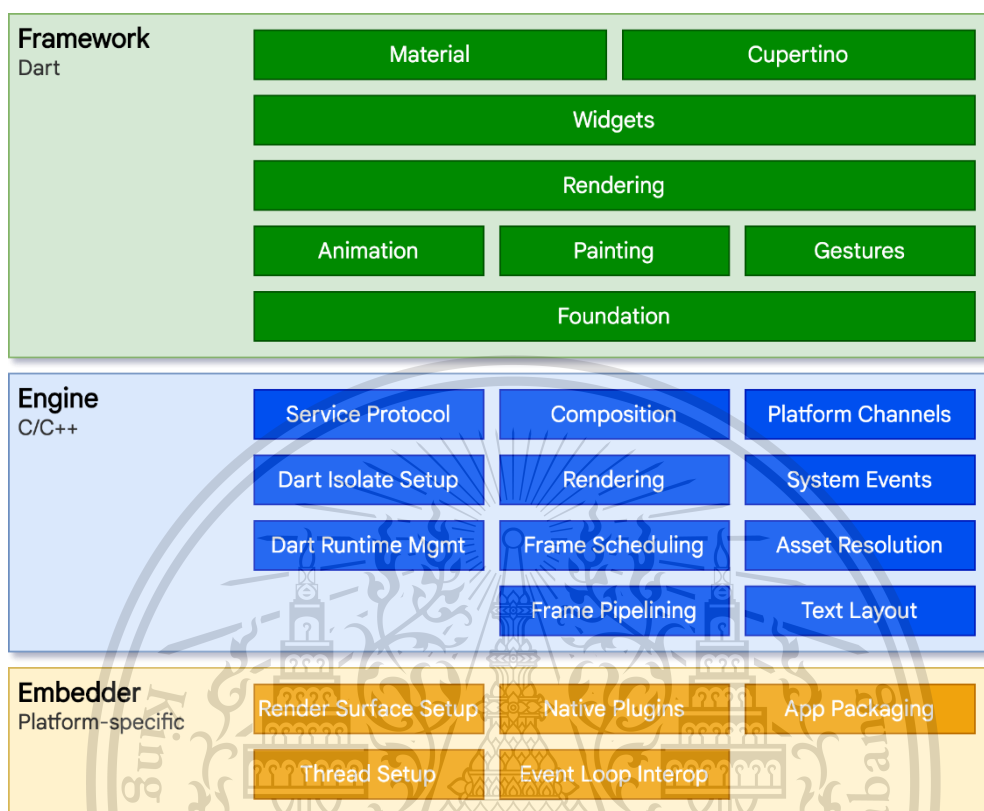 Framework
Dart
Material
Cupertino
Widgets
Rendering
Animation
Painting
Gestures
Foundation
Engine
C/C++
Service Protocol
Composition
Platform Channels
Dart Isolate Setup
Rendering
System Events
Dart Runtime Mgmt
Frame Scheduling
Asset Resolution
Frame Pipelining
Text Layout
Embedder
Platform-specific
Render Surface Setup
Native Plugins
App Packaging
Thread Setup
Event Loop Interop
King